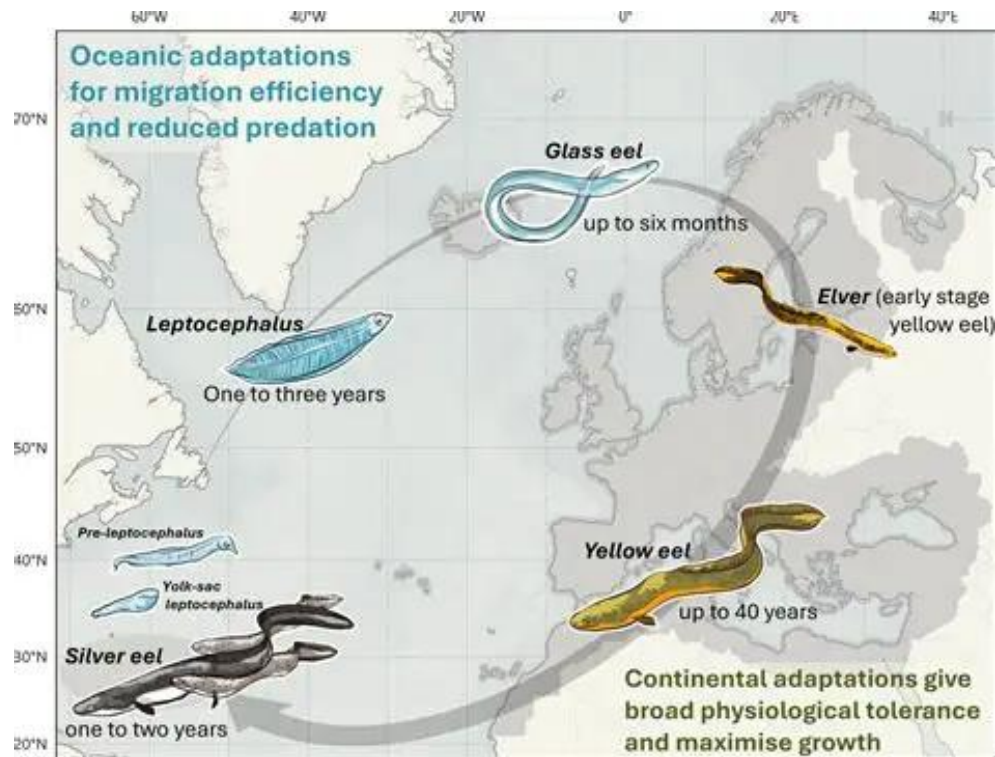 60°W
40°W
20°W
0°
20°E
40°E
Oceanic adaptations
for migration efficiency
and reduced predation
70°N
Glass eel
up to six months
60°N
Elver (early stage
yellow eel)
Leptocephalus
One to three years
50°N
Pre-leptocephalus
40°N
Yellow eel
Yolk-sac
leptocephalus
up to 40 years
30°N
Silver eel
Continental adaptations give
broad physiological tolerance
and maximise growth
one to two years
20°N